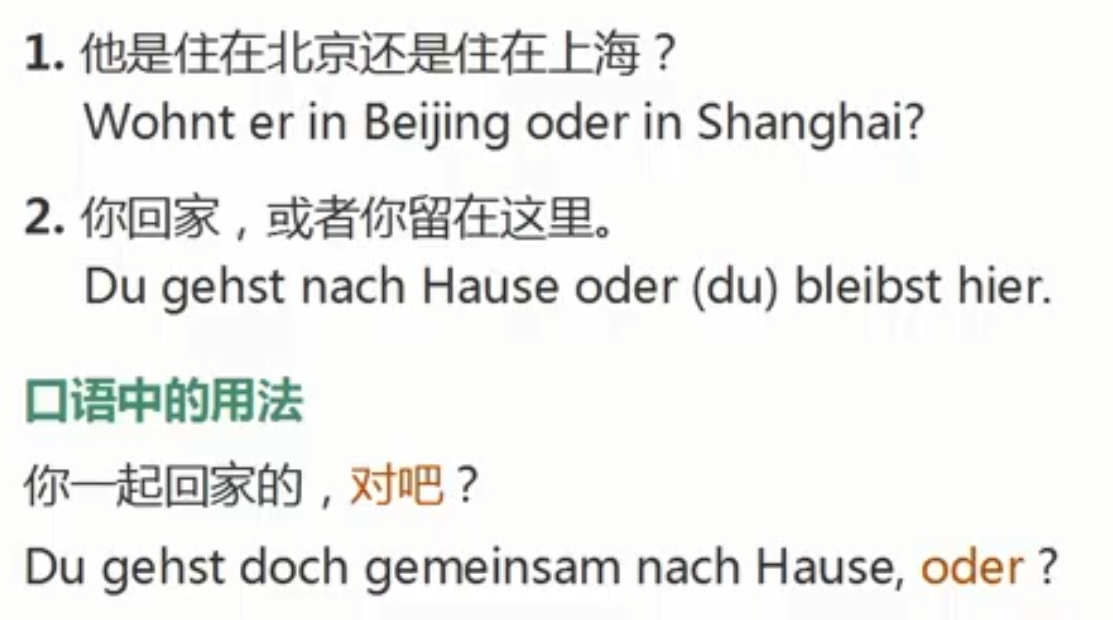 1. 他是住在北京还是住在上海？
Wohnt er in Beijing oder in Shanghai?
2. 你回家，或者你留在这里。
Du gehst nach Hause oder (du) bleibst hier.
口语中的用法
你一起回家的，对吧？
Du gehst doch gemeinsam nach Hause, oder ?